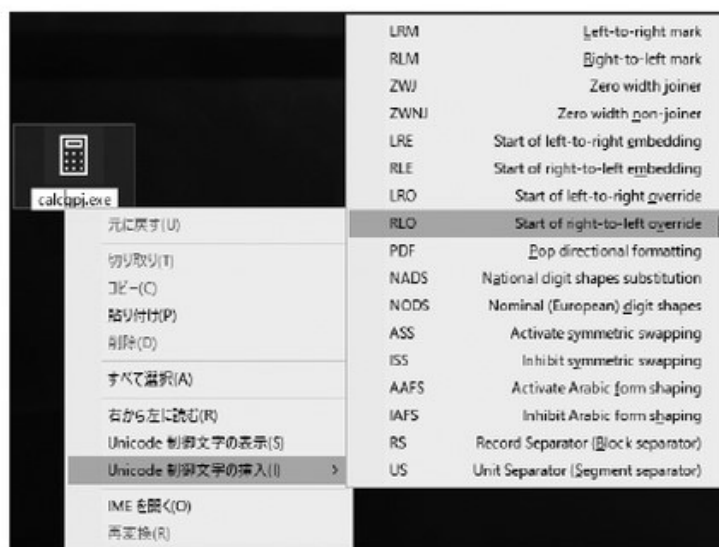 calcgpj.exe
元に戻す(U)
切り取り(T)
コピー(C)
貼り付け(P)
削除(D)
すべて選択(A)
右から左に読む(R)
Unicode 制御文字の表示(S)
Unicode 制御文字の挿入(I) >
IME を開く(O)
再変換(R)
LRM Left-to-right mark
RLM Right-to-left mark
ZWJ Zero width joiner
ZWNJ Zero width non-joiner
LRE Start of left-to-right embedding
RLE Start of right-to-left embedding
LRO Start of left-to-right override
RLO Start of right-to-left override
PDF Pop directional formatting
NADS National digit shapes substitution
NODS Nominal (European) digit shapes
ASS Activate symmetric swapping
ISS Inhibit symmetric swapping
AAFS Activate Arabic form shaping
IAFS Inhibit Arabic form shaping
RS Record Separator (Block separator)
US Unit Separator (Segment separator)